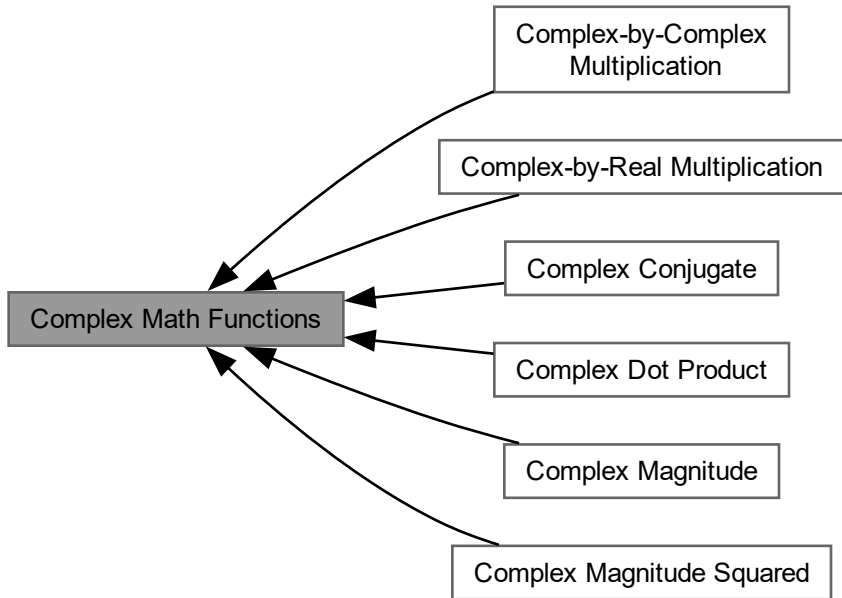 Complex-by-Complex
Multiplication
Complex-by-Real Multiplication
Complex Conjugate
Complex Math Functions
Complex Dot Product
Complex Magnitude
Complex Magnitude Squared